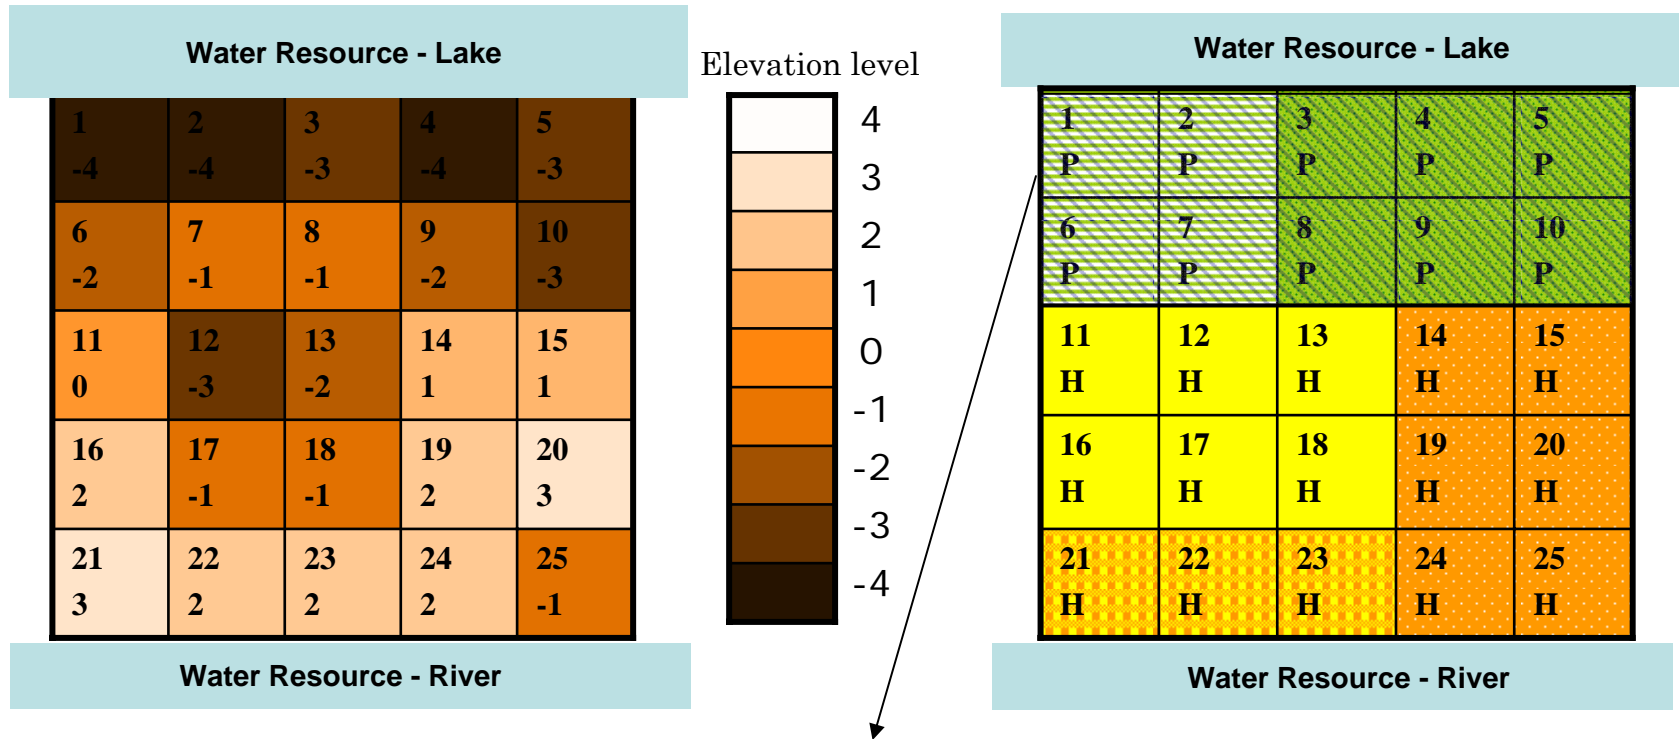 Water Resource - Lake
1 2 3 4 5
-4 -4 -3 -4 -3
6 7 8 9 10
-2 -1 -1 -2 -3
11 12 13 14 15
0 -3 -2 1 1
16 17 18 19 20
2 -1 -1 2 3
21 22 23 24 25
3 2 2 2 -1
Water Resource - River
Elevation level
4
3
2
1
0
-1
-2
-3
-4
Water Resource - Lake
1 2 3 4 5
P P P P P
6 7 8 9 10
P P P P P
11 12 13 14 15
H H H H H
16 17 18 19 20
H H H H H
21 22 23 24 25
H H H H H
Water Resource - River